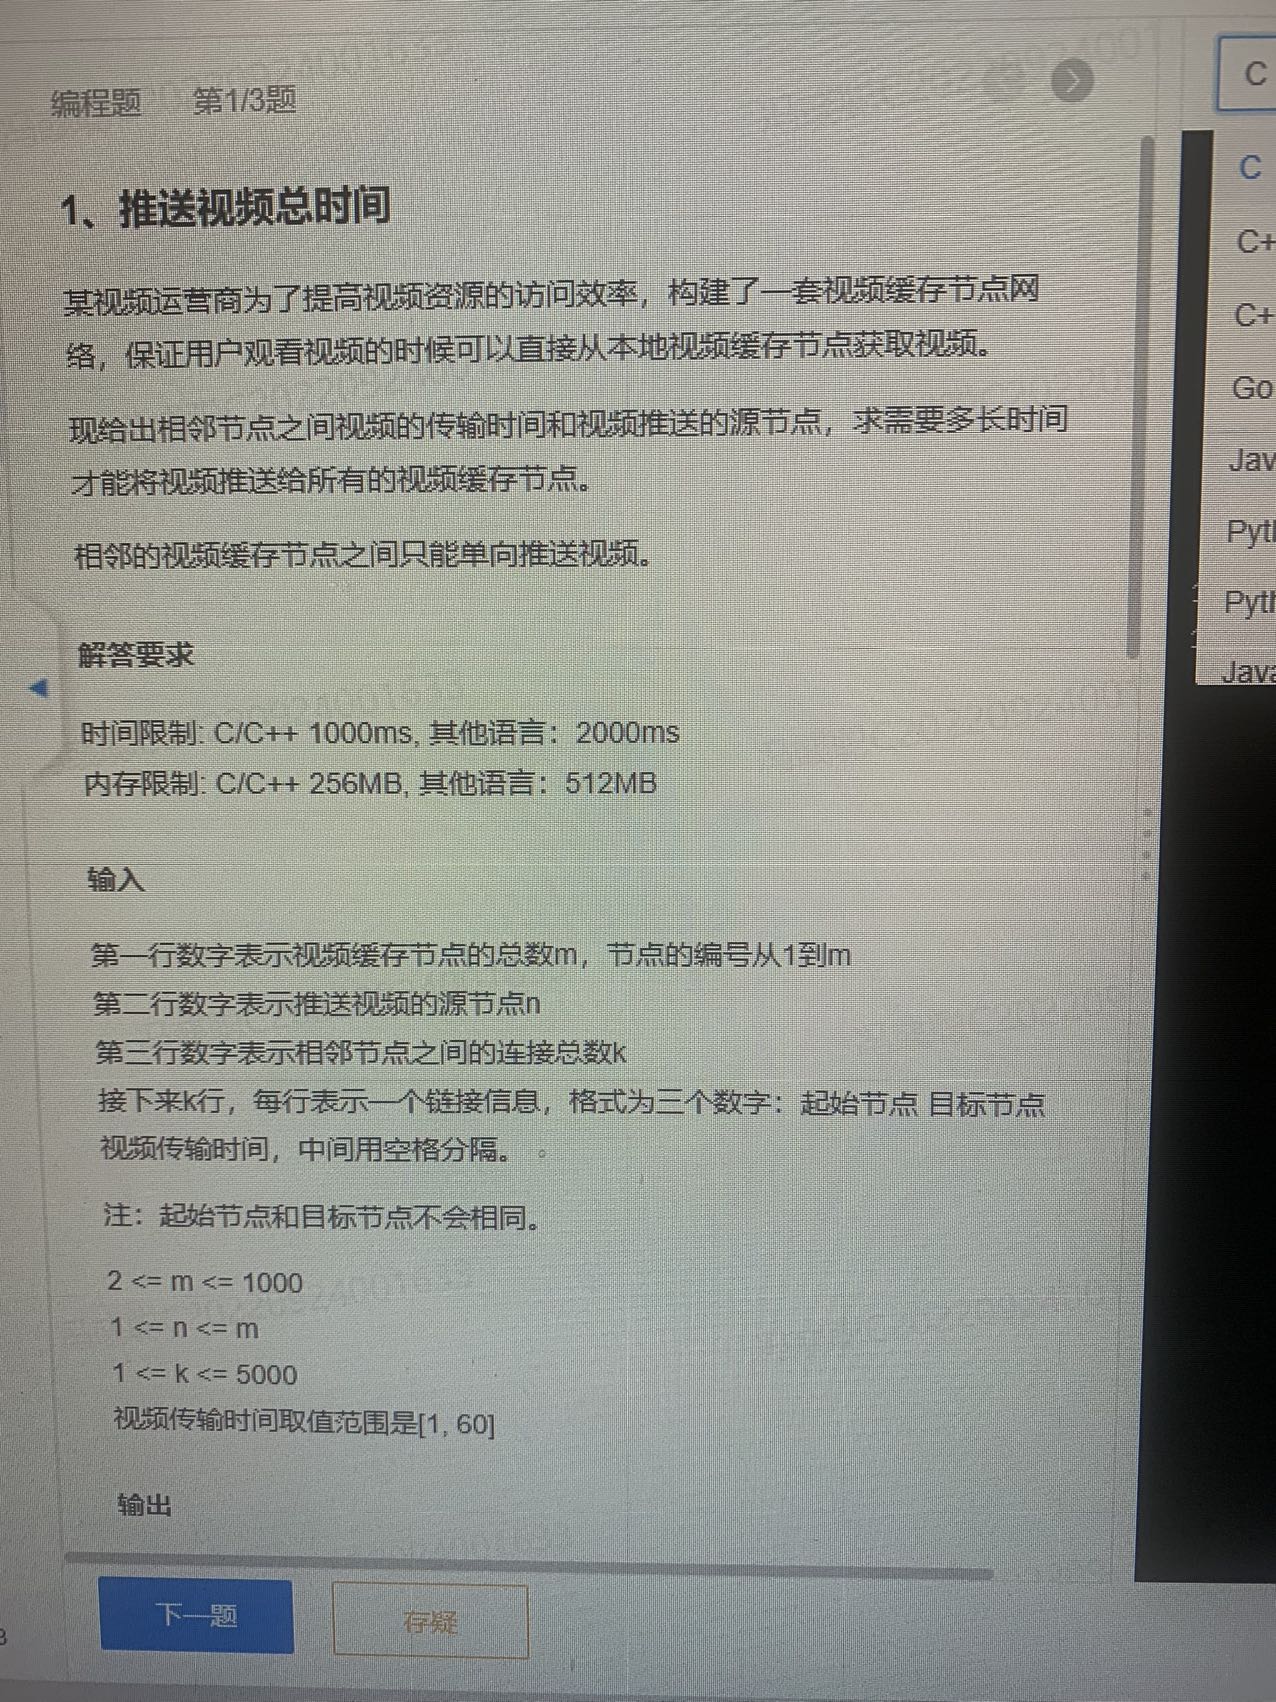 编程题 第1/3题
C
1、推送视频总时间
C
C+
某视频运营商为了提高视频资源的访问效率，构建了一套视频缓存节点网
络，保证用户观看视频的时候可以直接从本地视频缓存节点获取视频。
C+
Go
现给出相邻节点之间视频的传输时间和视频推送的源节点，求需要多长时间
才能将视频推送给所有的视频缓存节点。
Jav
Pyt
相邻的视频缓存节点之间只能单向推送视频。
Pyt
解答要求
Java
时间限制: C/C++ 1000ms, 其他语言：2000ms
内存限制: C/C++ 256MB, 其他语言：512MB
输入
第一行数字表示视频缓存节点的总数m，节点的编号从1到m
第二行数字表示推送视频的源节点n
第三行数字表示相邻节点之间的连接总数k
接下来k行，每行表示一个链接信息，格式为三个数字：起始节点 目标节点
视频传输时间，中间用空格分隔。 。
注：起始节点和目标节点不会相同。
2 <= m <= 1000
1 <= n <= m
1 <= k <= 5000
视频传输时间取值范围是[1, 60]
输出
下一题 存疑